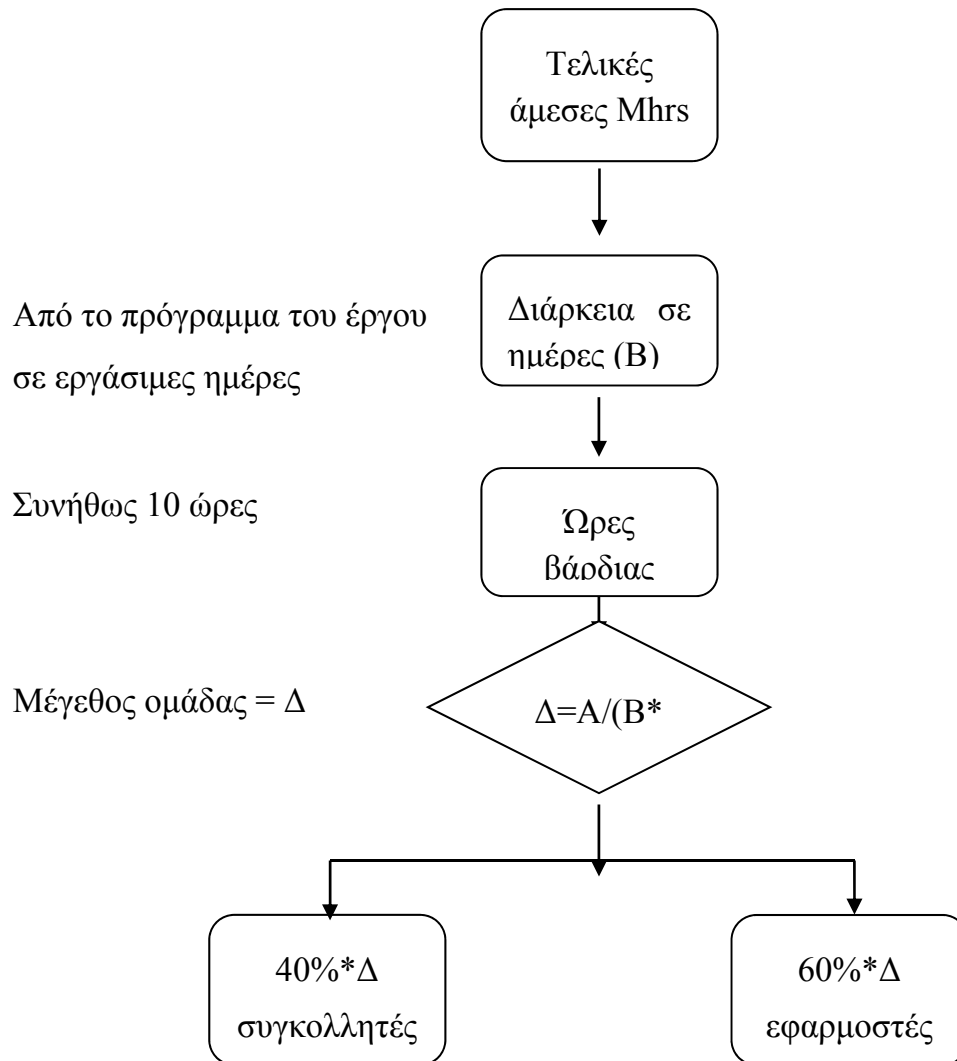 Τελικές
άμεσες Mhrs
Από το πρόγραμμα του έργου
σε εργάσιμες ημέρες
Διάρκεια σε
ημέρες (Β)
Συνήθως 10 ώρες
Ώρες
βάρδιας
Μέγεθος ομάδας = Δ
Δ=Α/(Β*
40%*Δ
συγκολλητές
60%*Δ
εφαρμοστές